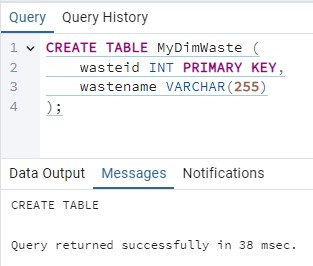 Query Query History
1 CREATE TABLE MyDimWaste (
2 wasteid INT PRIMARY KEY,
3 wastename VARCHAR(255)
4 );
Data Output Messages Notifications
CREATE TABLE
Query returned successfully in 38 msec.